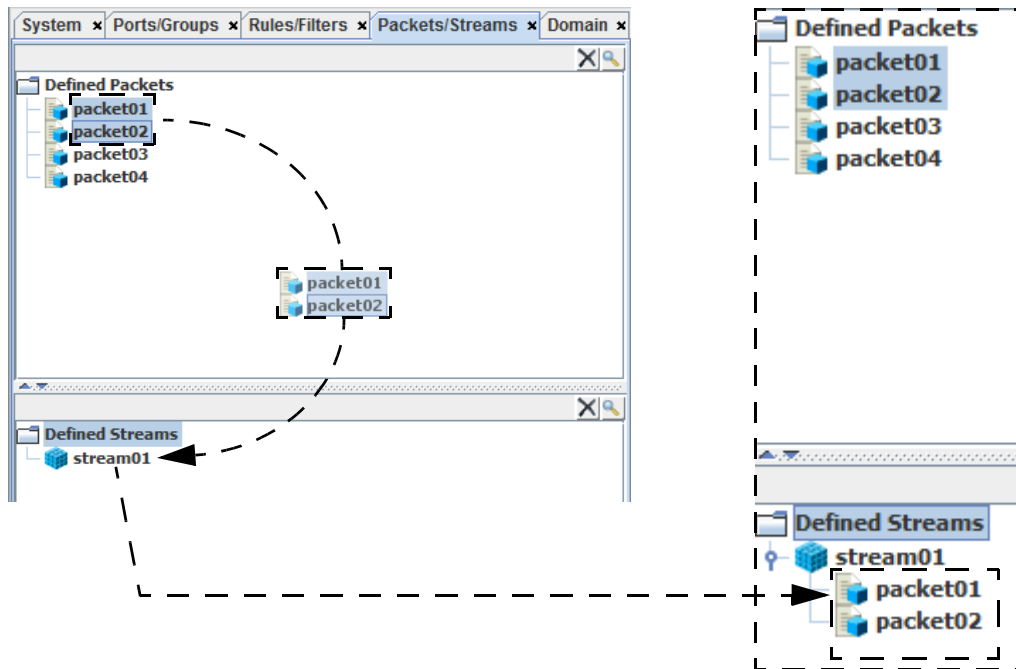 System Ports/Groups Rules/Filters Packets/Streams Domain
Defined Packets
packet01
packet02
packet03
packet04
packet01
packet02
Defined Streams
stream01
Defined Packets
packet01
packet02
packet03
packet04
Defined Streams
stream01
packet01
packet02